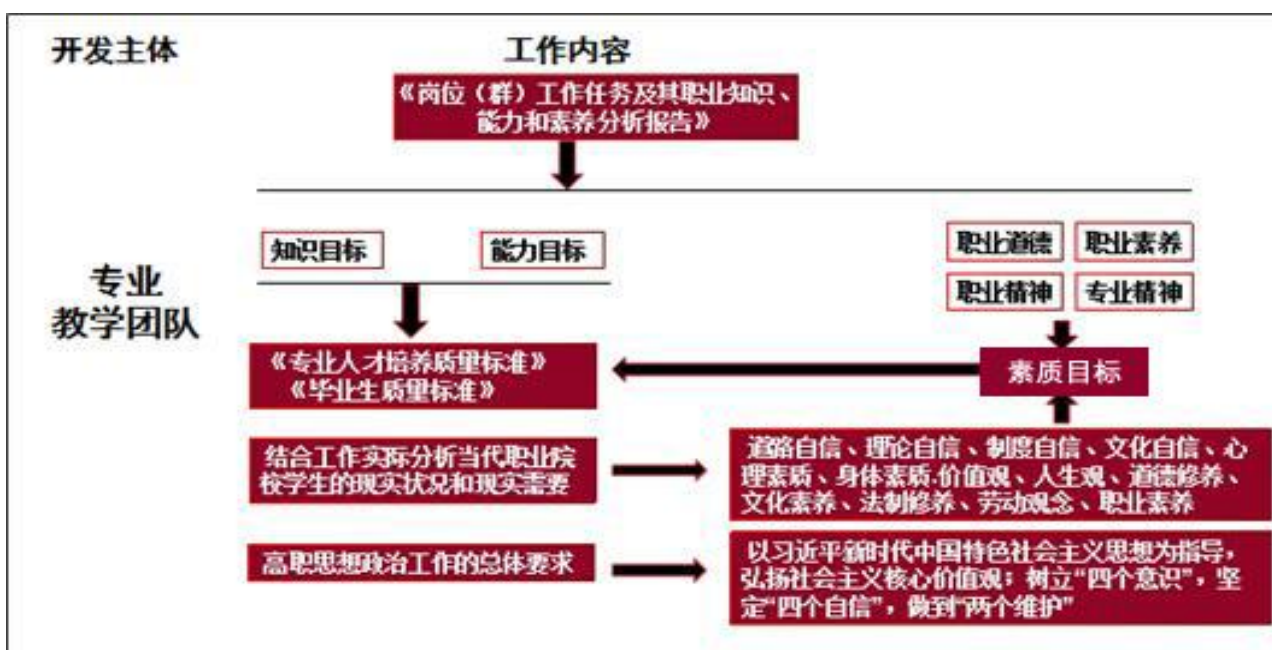 开发主体
工作内容
《岗位（群）工作任务及其职业知识、
能力和素养分析报告》
知识目标
能力目标
职业道德
职业素养
职业精神
专业精神
专业
教学团队
《专业人才培养质量标准》
《毕业生质量标准》
素质目标
结合工作实际分析当代职业院
校学生的现实状况和现实需要
道路自信、理论自信、制度自信、文化自信、心
理素质、身体素质.价值观、人生观、道德修养、
文化素养、法制修养、劳动观念、职业素养
高职思想政治工作的总体要求
以习近平新时代中国特色社会主义思想为指导，
弘扬社会主义核心价值观；树立“四个意识”，坚
定“四个自信”，做到“两个维护”